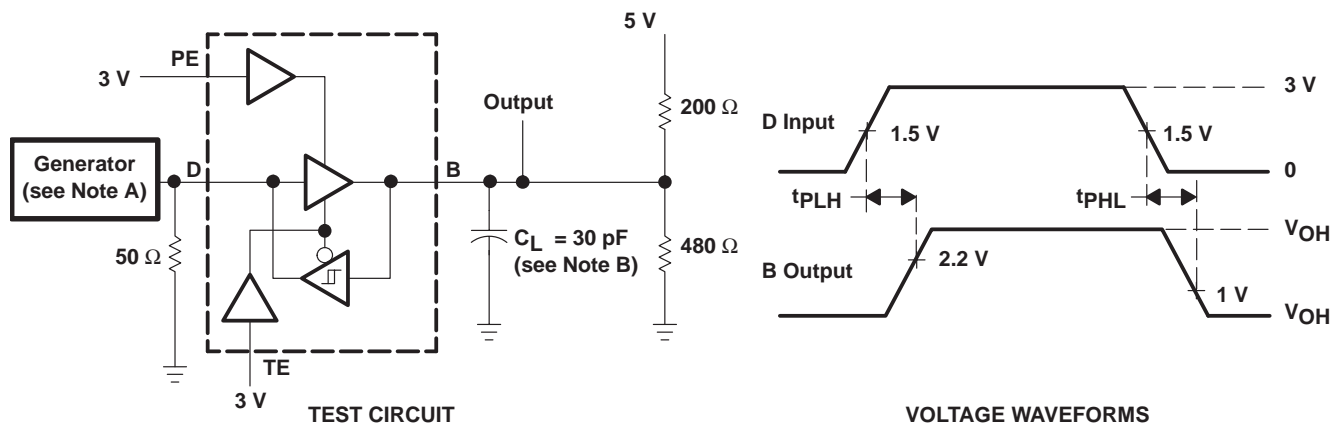 5 V
PE
3 V
Output
200 Ω
Generator
(see Note A)
D
B
50 Ω
CL = 30 pF
(see Note B)
480 Ω
TE
3 V
TEST CIRCUIT
3 V
D Input
1.5 V
1.5 V
0
tPLH
tPHL
VOH
B Output
2.2 V
1 V
VOH
VOLTAGE WAVEFORMS